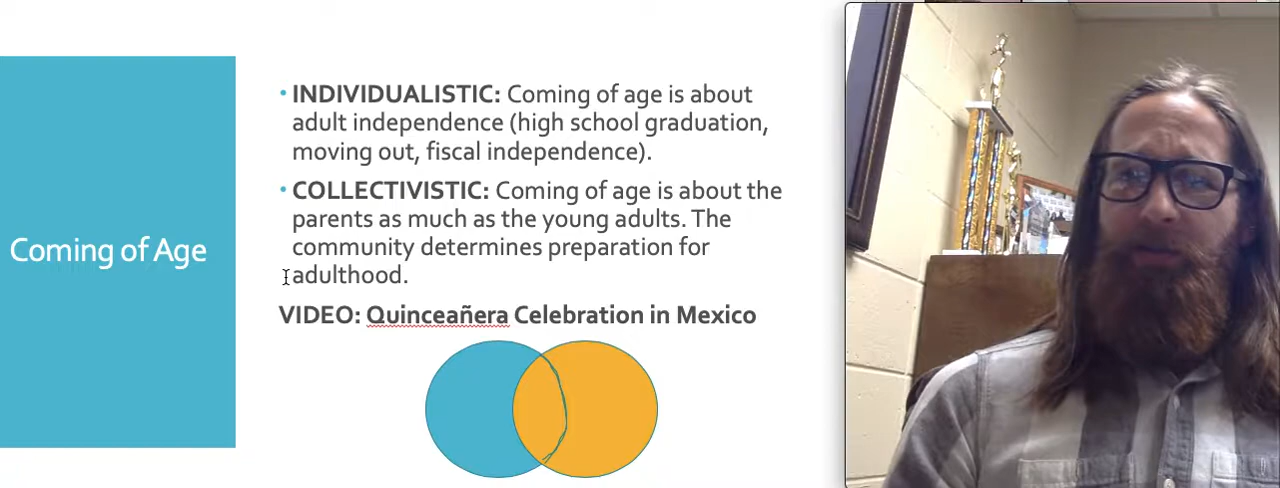 Coming of Age
• INDIVIDUALISTIC: Coming of age is about
adult independence (high school graduation,
moving out, fiscal independence).
• COLLECTIVISTIC: Coming of age is about the
parents as much as the young adults. The
community determines preparation for
adulthood.
VIDEO: Quinceañera Celebration in Mexico